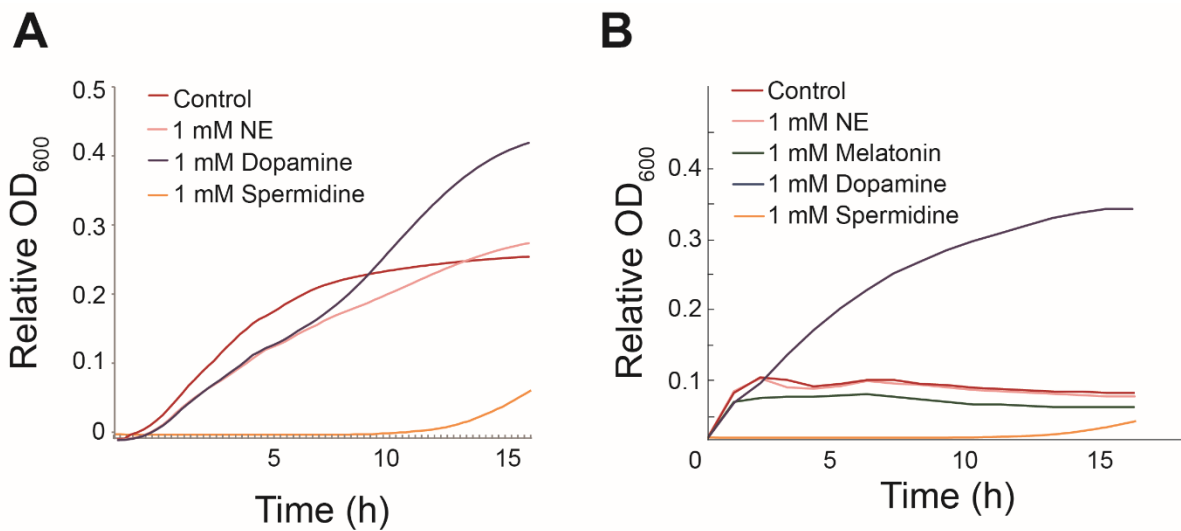 A
Relative OD600
0.5
0.4
0.3
0.2
0.1
0
Control
1 mM NE
1 mM Dopamine
1 mM Spermidine
5
10
15
Time (h)
B
Relative OD600
0.4
0.3
0.2
0.1
Control
1 mM NE
1 mM Melatonin
1 mM Dopamine
1 mM Spermidine
0
5
10
15
Time (h)